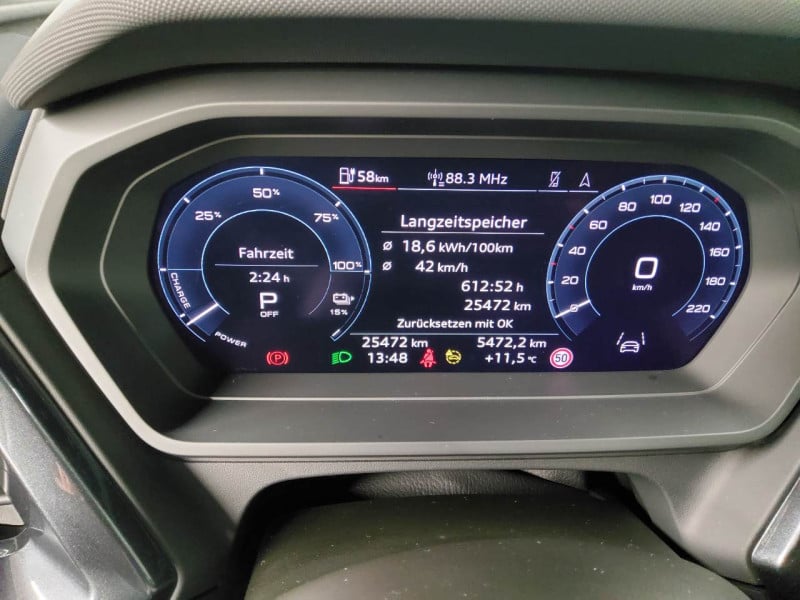 58km 88.3 MHz
25% 50% 75% 100%
CHARGE
POWER
Fahrzeit
2:24 h
P
OFF
15%
Langzeitspeicher
Ø 18,6 kWh/100km
Ø 42 km/h
612:52 h
25472 km
Zurücksetzen mit OK
25472 km 5472,2 km
13:48 +11,5 °C 50
0 20 40 60 80 100 120 140 160 180 220
0
km/h
(P)